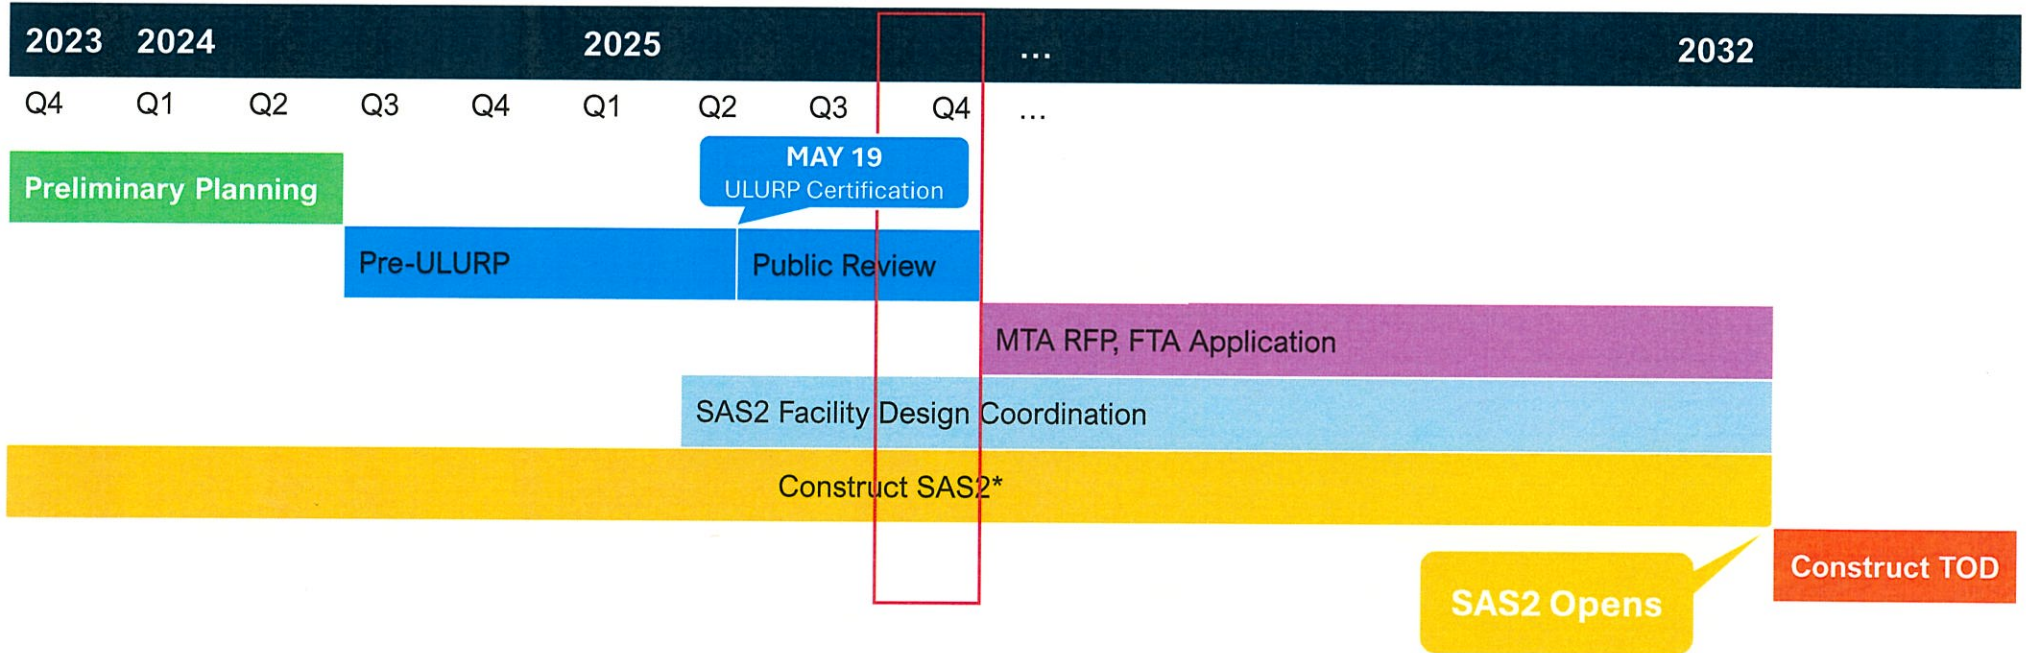 2023 2024 2025 ... 2032
Q4 Q1 Q2 Q3 Q4 Q1 Q2 Q3 Q4 ...
MAY 19
ULURP Certification
Preliminary Planning
Pre-ULURP
Public Review
MTA RFP, FTA Application
SAS2 Facility Design Coordination
Construct SAS2*
Construct TOD
SAS2 Opens